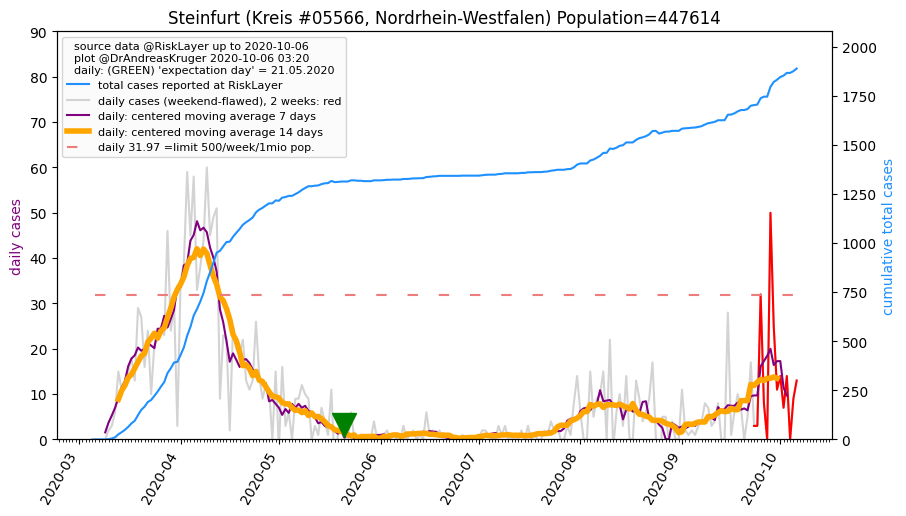 Steinfurt (Kreis #05566, Nordrhein-Westfalen) Population=447614
source data @RiskLayer up to 2020-10-06
plot @DrAndreasKruger 2020-10-06 03:20
daily: (GREEN) 'expectation day' = 21.05.2020
total cases reported at RiskLayer
daily cases (weekend-flawed), 2 weeks: red
daily: centered moving average 7 days
daily: centered moving average 14 days
daily 31.97 =limit 500/week/1mio pop.
daily cases
90
80
70
60
50
40
30
20
10
0
2000
1750
1500
1250
1000
750
500
250
0
cumulative total cases
2020-03
2020-04
2020-05
2020-06
2020-07
2020-08
2020-09
2020-10